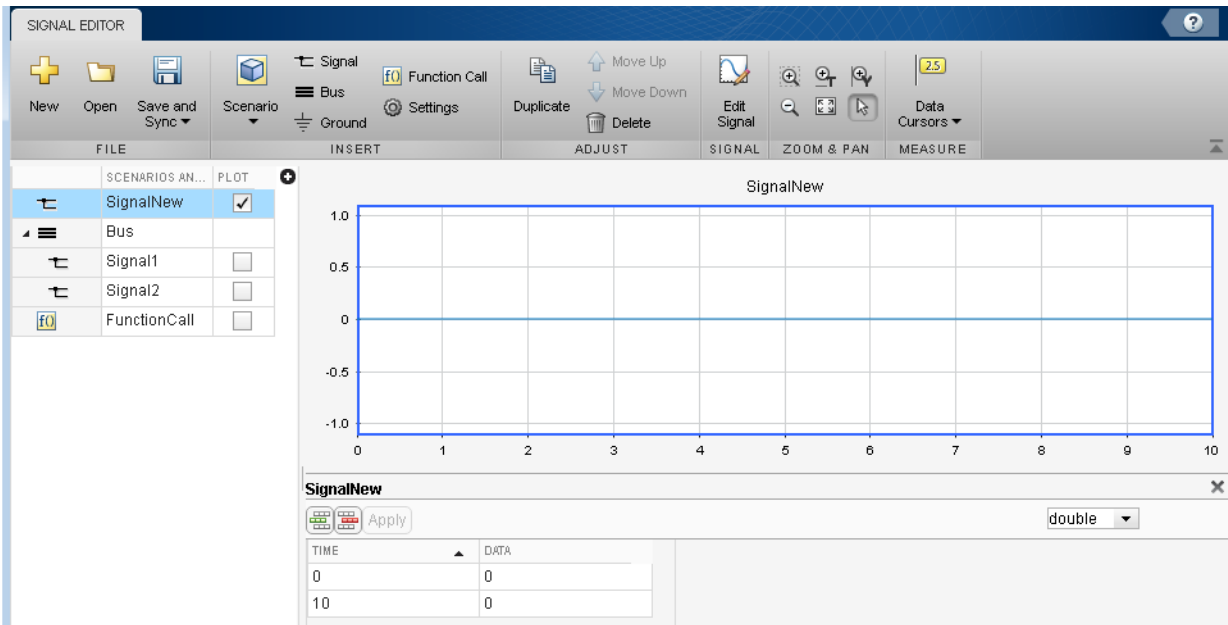 SIGNAL EDITOR
?
New
Open
Save and
Sync
Scenario
Signal
Bus
Ground
f()
Function Call
Settings
Duplicate
Move Up
Move Down
Delete
Edit
Signal
2.5
Data
Cursors
FILE
INSERT
ADJUST
SIGNAL
ZOOM & PAN
MEASURE
SCENARIOS AN... PLOT
SignalNew
Bus
Signal1
Signal2
f() FunctionCall
SignalNew
1.0
0.5
0
-0.5
-1.0
0 1 2 3 4 5 6 7 8 9 10
SignalNew
Apply
double
TIME DATA
0 0
10 0